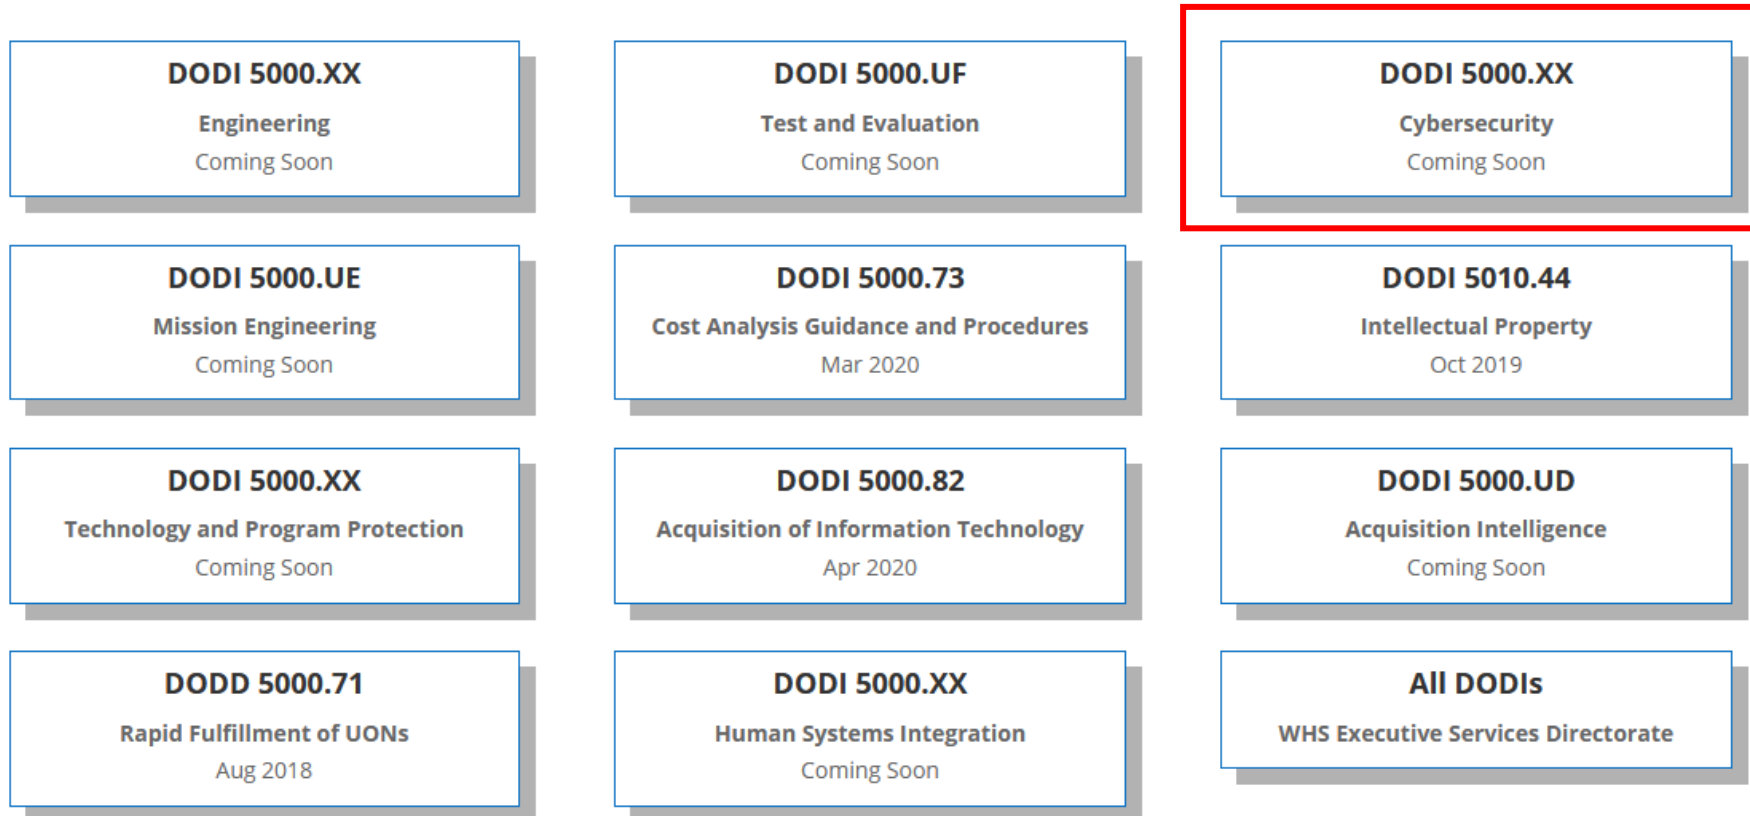 DODI 5000.XX
Engineering
Coming Soon
DODI 5000.UF
Test and Evaluation
Coming Soon
DODI 5000.XX
Cybersecurity
Coming Soon
DODI 5000.UE
Mission Engineering
Coming Soon
DODI 5000.73
Cost Analysis Guidance and Procedures
Mar 2020
DODI 5010.44
Intellectual Property
Oct 2019
DODI 5000.XX
Technology and Program Protection
Coming Soon
DODI 5000.82
Acquisition of Information Technology
Apr 2020
DODI 5000.UD
Acquisition Intelligence
Coming Soon
DODD 5000.71
Rapid Fulfillment of UONs
Aug 2018
DODI 5000.XX
Human Systems Integration
Coming Soon
All DODIs
WHS Executive Services Directorate